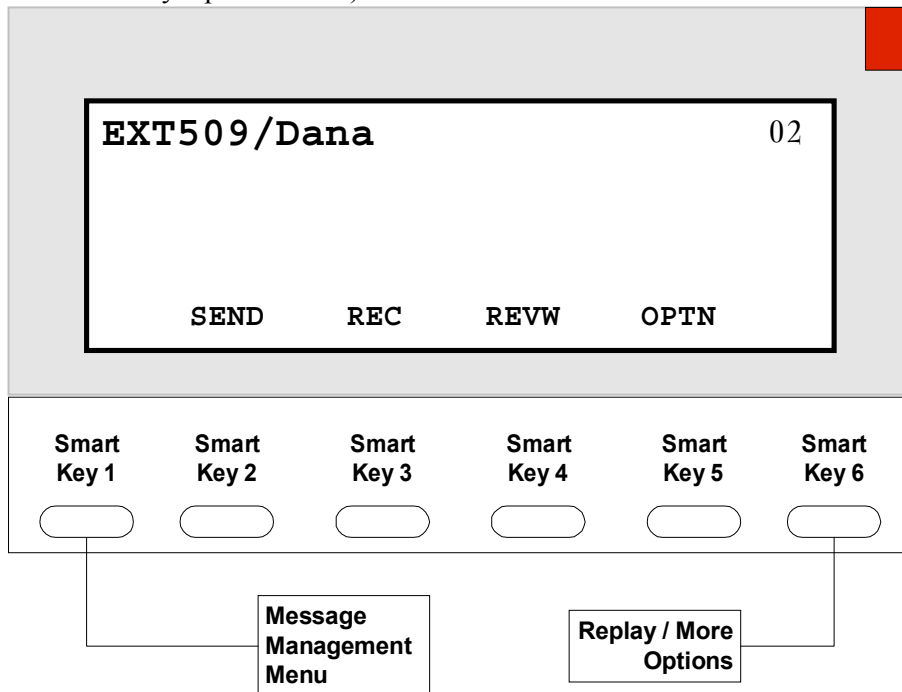 EXT509/Dana 02
SEND REC REVW OPTN
Smart Key 1
Smart Key 2
Smart Key 3
Smart Key 4
Smart Key 5
Smart Key 6
Message
Management
Menu
Replay / More
Options